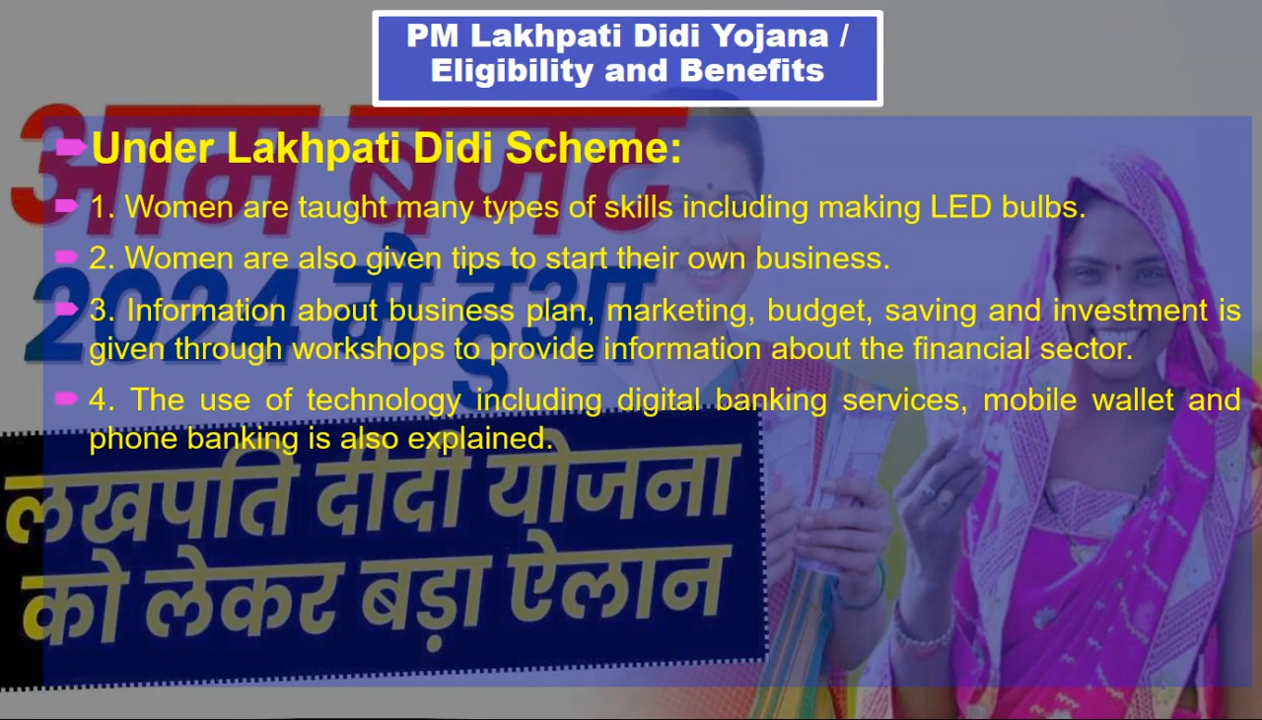 PM Lakhpati Didi Yojana /
Eligibility and Benefits
Under Lakhpati Didi Scheme:
1. Women are taught many types of skills including making LED bulbs.
2. Women are also given tips to start their own business.
3. Information about business plan, marketing, budget, saving and investment is
given through workshops to provide information about the financial sector.
4. The use of technology including digital banking services, mobile wallet and
phone banking is also explained.
आम बजट
2024 में हुआ
लखपति दीदी योजना
को लेकर बड़ा ऐलान